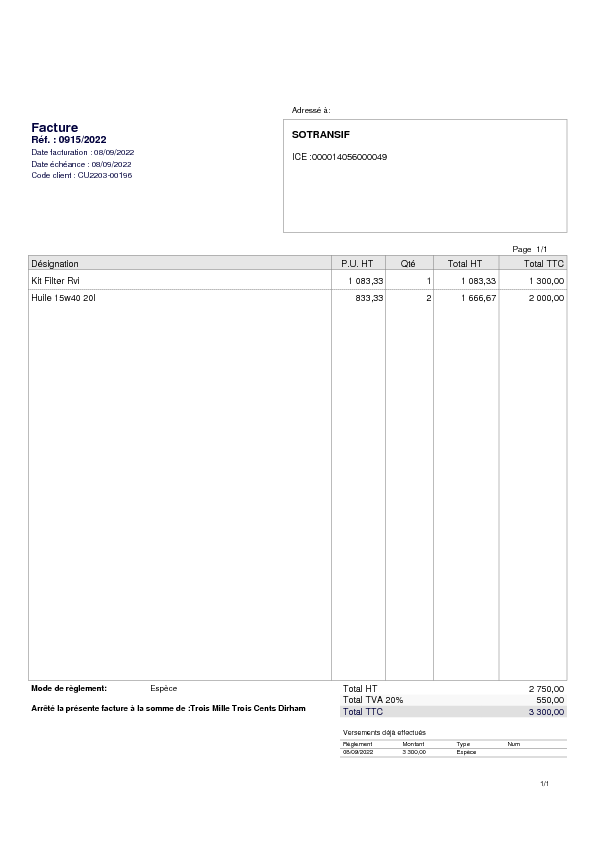 Adressé à:
Facture
Réf. : 0915/2022
Date facturation : 08/09/2022
Date échéance : 08/09/2022
Code client : CU2203-00196
SOTRANSIF
ICE :000014056000049
Page 1/1
Désignation P.U. HT Qté Total HT Total TTC
Kit Filter Rvi 1 083,33 1 1 083,33 1 300,00
Huile 15w40 20l 833,33 2 1 666,67 2 000,00
Mode de règlement: Espèce
Arrêté la présente facture à la somme de :Trois Mille Trois Cents Dirham
Total HT 2 750,00
Total TVA 20% 550,00
Total TTC 3 300,00
Versements déjà effectués
Règlement Montant Type Num
08/09/2022 3 300,00 Espèce
1/1